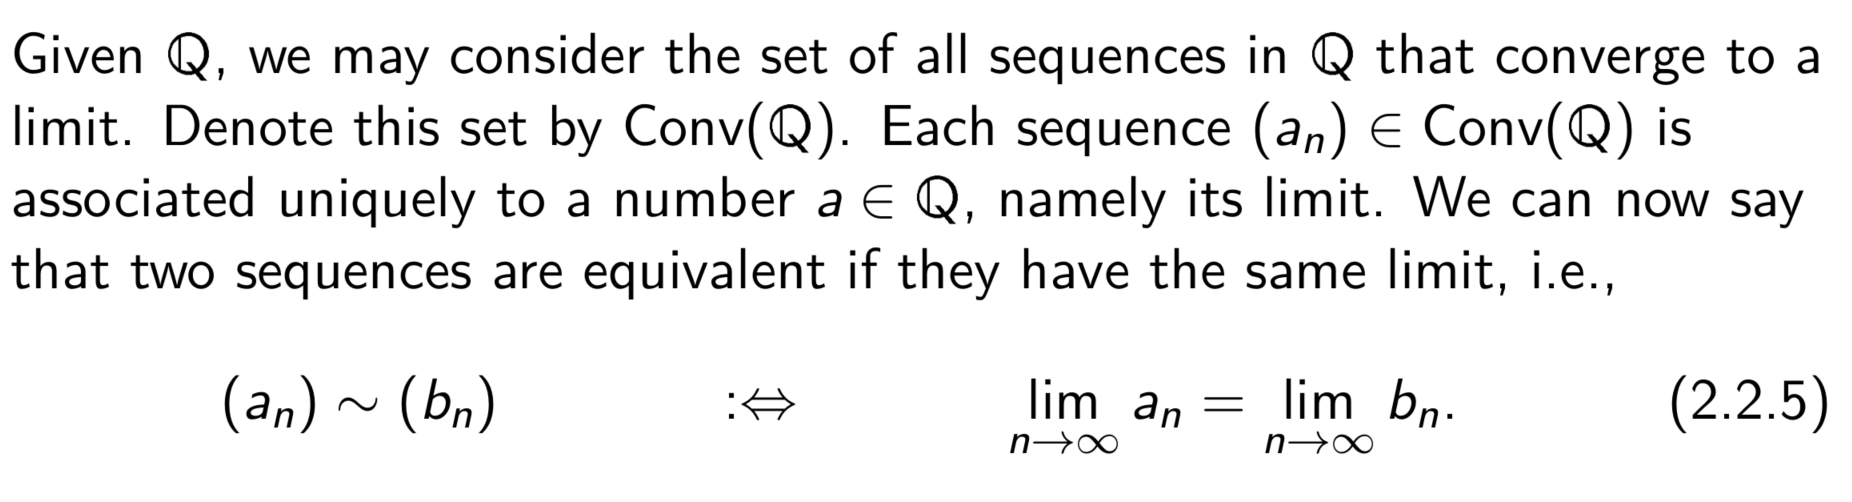 Given ℚ, we may consider the set of all sequences in ℚ that converge to a
limit. Denote this set by Conv(ℚ). Each sequence (aₙ) ∈ Conv(ℚ) is
associated uniquely to a number a ∈ ℚ, namely its limit. We can now say
that two sequences are equivalent if they have the same limit, i.e.,
(aₙ) ∼ (bₙ) :⇔ lim n→∞ aₙ = lim n→∞ bₙ. (2.2.5)